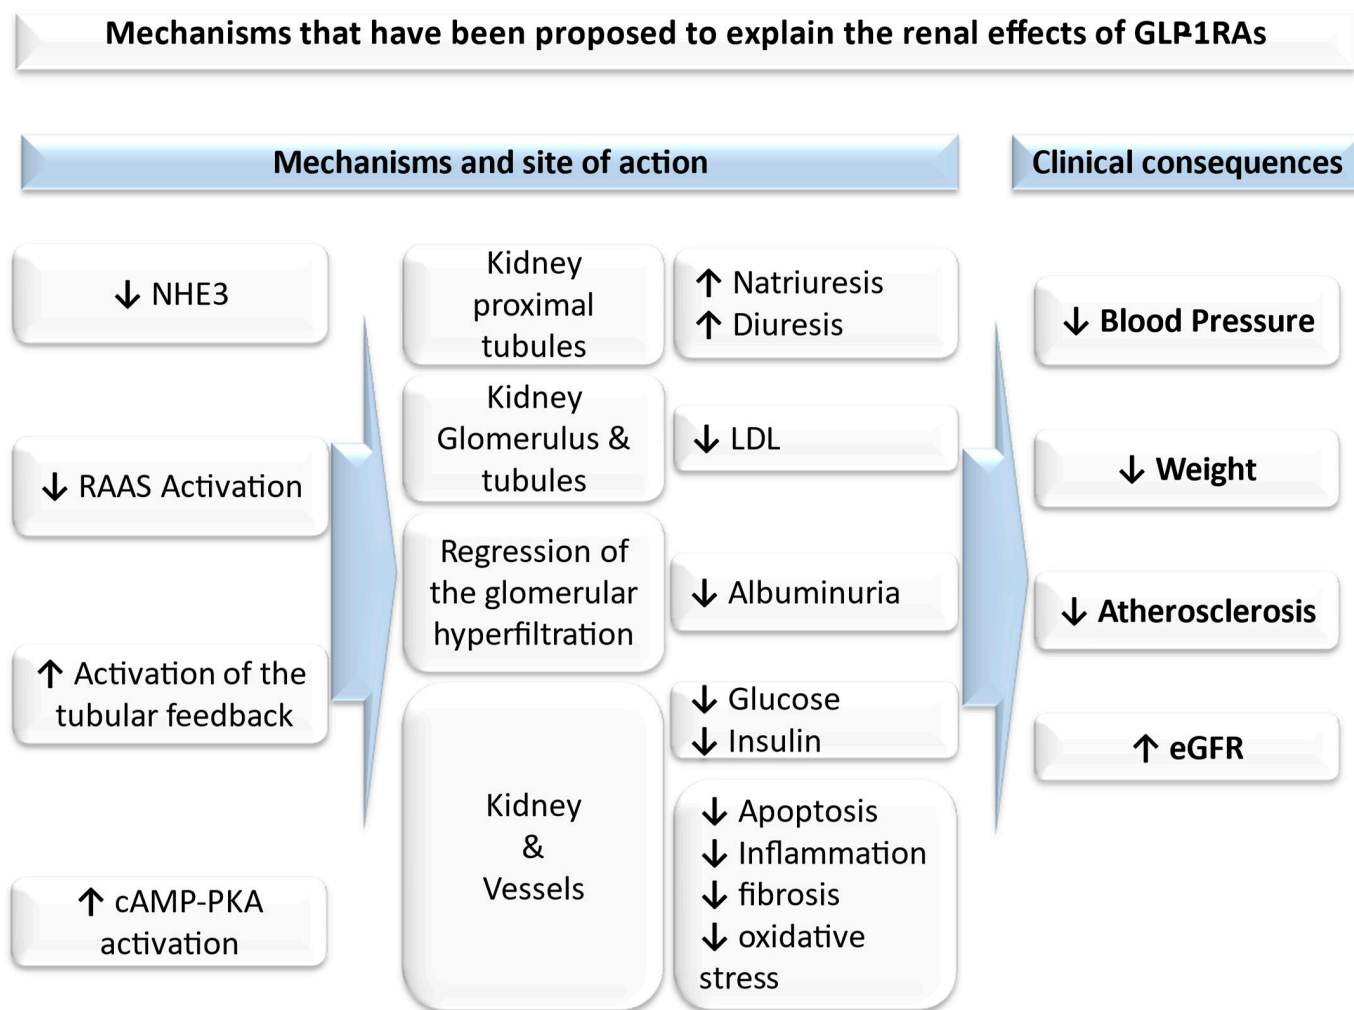 Mechanisms that have been proposed to explain the renal effects of GLP-1RAs
Mechanisms and site of action
Clinical consequences
↓ NHE3
↓ RAAS Activation
↑ Activation of the
tubular feedback
↑ cAMP-PKA
activation
Kidney
proximal
tubules
Kidney
Glomerulus &
tubules
Regression of
the glomerular
hyperfiltration
Kidney
&
Vessels
↑ Natriuresis
↑ Diuresis
↓ LDL
↓ Albuminuria
↓ Glucose
↓ Insulin
↓ Apoptosis
↓ Inflammation
↓ fibrosis
↓ oxidative
stress
↓ Blood Pressure
↓ Weight
↓ Atherosclerosis
↑ eGFR